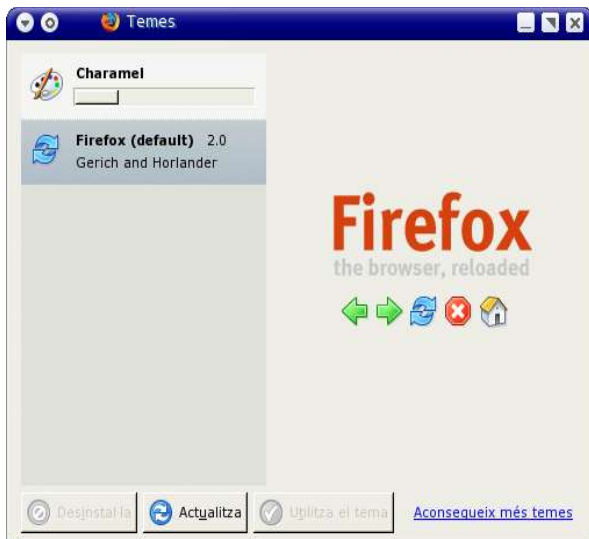 Temes
Charamel
Firefox (default) 2.0
Gerich and Horlander
Firefox
the browser, reloaded
Desinstal·la
Actualitza
Utilitza el tema
Aconsegueix més temes